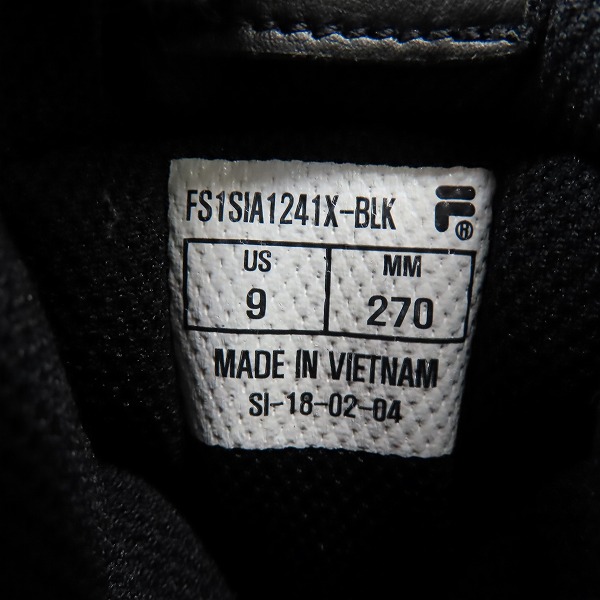 FS1SIA1241X-BLK F®
US MM
9 270
MADE IN VIETNAM
SI-18-02-04